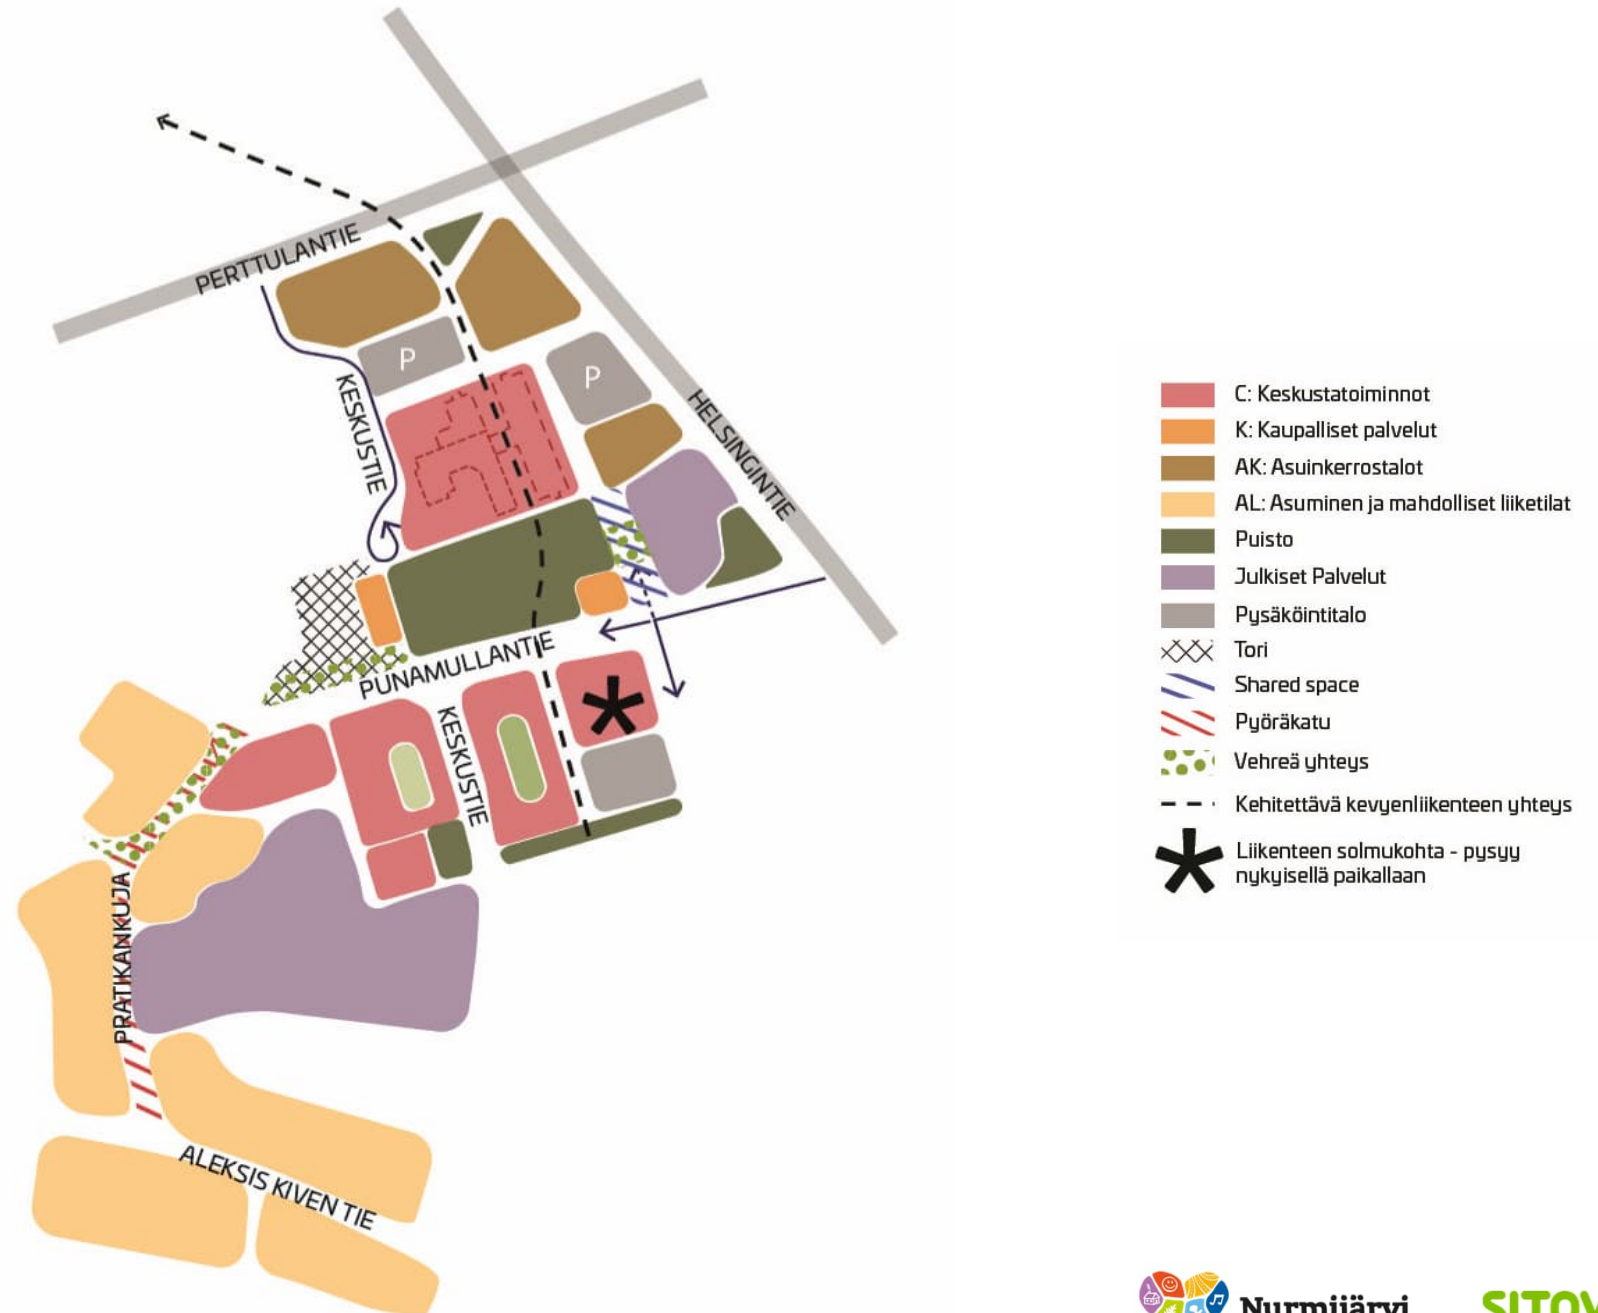 PERTTULANTIE
P
KESKUSTIE
P
HELSINGINTIE
PUNAMULLANTIE
KESKUSTIE
PRATIKANKUJA
ALEKSIS KIVEN TIE
C: Keskustatoiminnot
K: Kaupalliset palvelut
AK: Asuinkerrostalot
AL: Asuminen ja mahdolliset liiketilat
Puisto
Julkiset Palvelut
Pysäköintitalo
Tori
Shared space
Pyöräkatu
Vehreä yhteys
Kehitettävä kevyenliikenteen yhteys
Liikenteen solmukohta - pysyy
nykyisellä paikallaan
Nurmijärvi